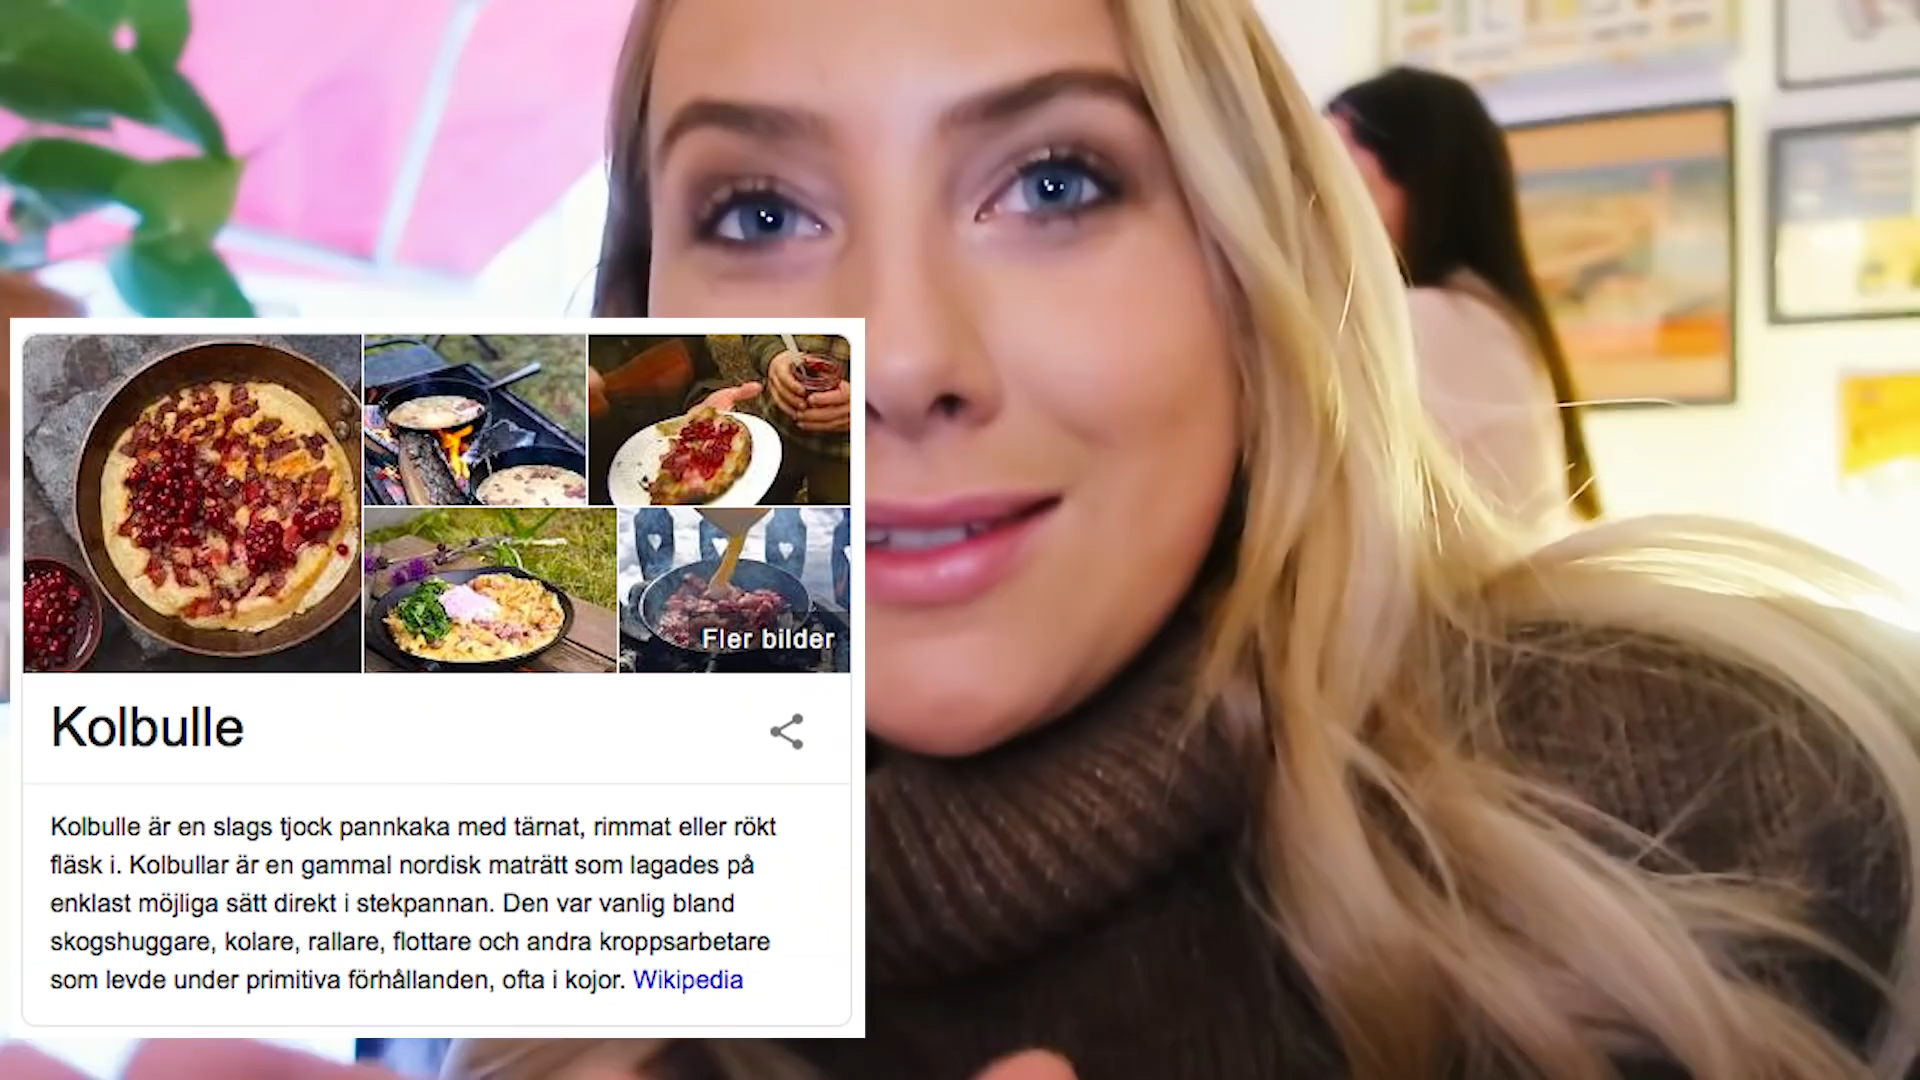 Fler bilder
Kolbulle
Kolbulle är en slags tjock pannkaka med tärnat, rimmat eller rökt
fläsk i. Kolbullar är en gammal nordisk maträtt som lagades på
enklast möjliga sätt direkt i stekpannan. Den var vanlig bland
skogshuggare, kolare, rallare, flottare och andra kroppsarbetare
som levde under primitiva förhållanden, ofta i kojor. Wikipedia